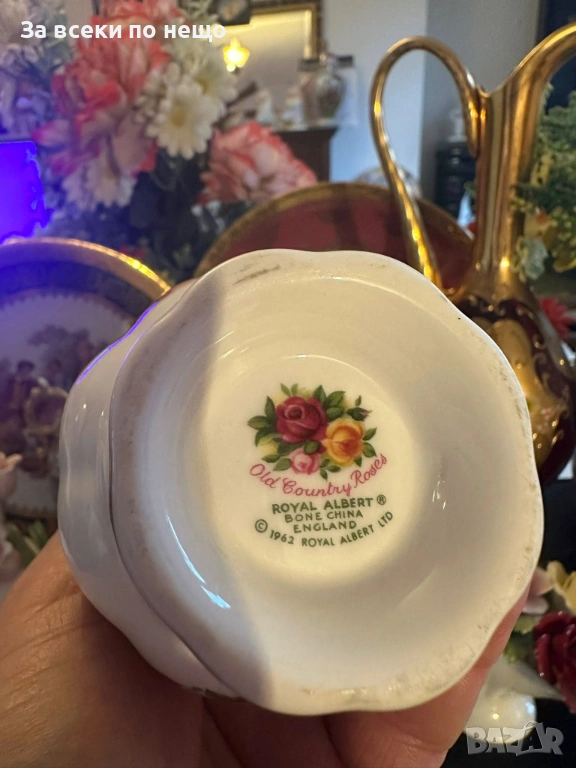 За всеки по нещо
Old Country Roses
ROYAL ALBERT ®
BONE CHINA
ENGLAND
© 1962 ROYAL ALBERT LTD
BAZAR